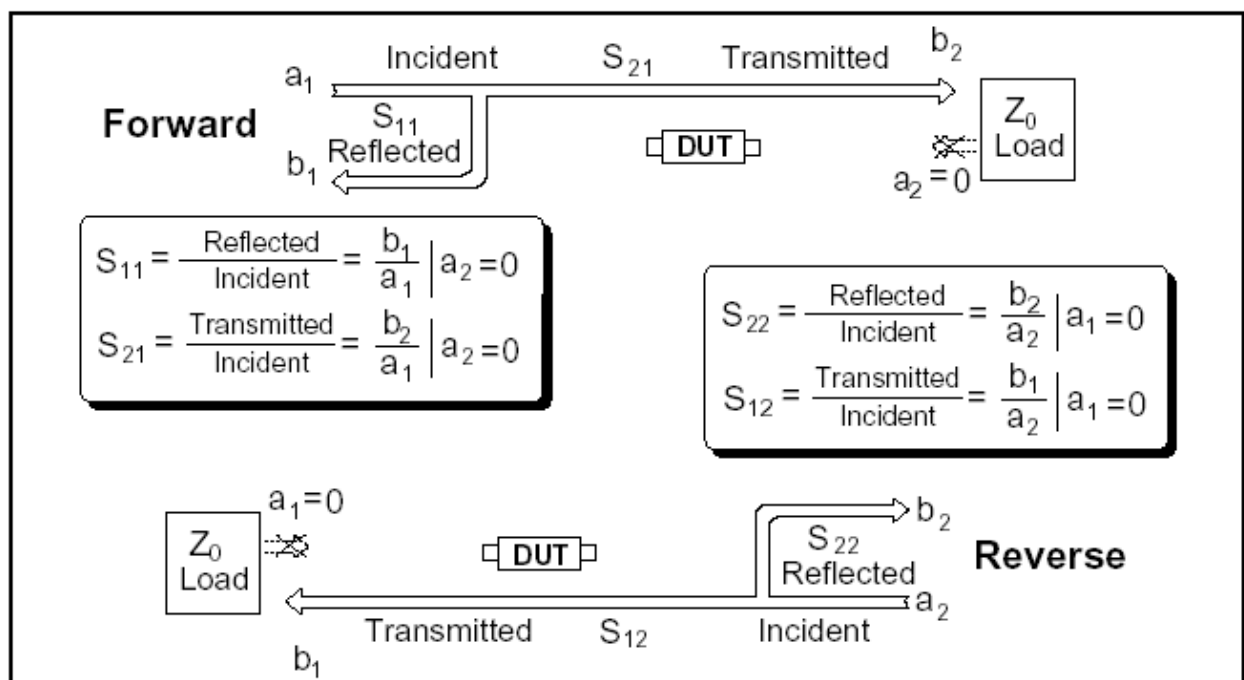 a₁ Incident S₂₁ Transmitted b₂
Forward
S₁₁
Reflected
b₁
DUT
Z₀
Load
a₂=0
S₁₁ = Reflected/Incident = b₁/a₁ | a₂=0
S₂₁ = Transmitted/Incident = b₂/a₁ | a₂=0
S₂₂ = Reflected/Incident = b₂/a₂ | a₁=0
S₁₂ = Transmitted/Incident = b₁/a₂ | a₁=0
a₁=0
Z₀
Load
DUT
b₂
S₂₂
Reflected
Reverse
a₂
Transmitted S₁₂ Incident
b₁